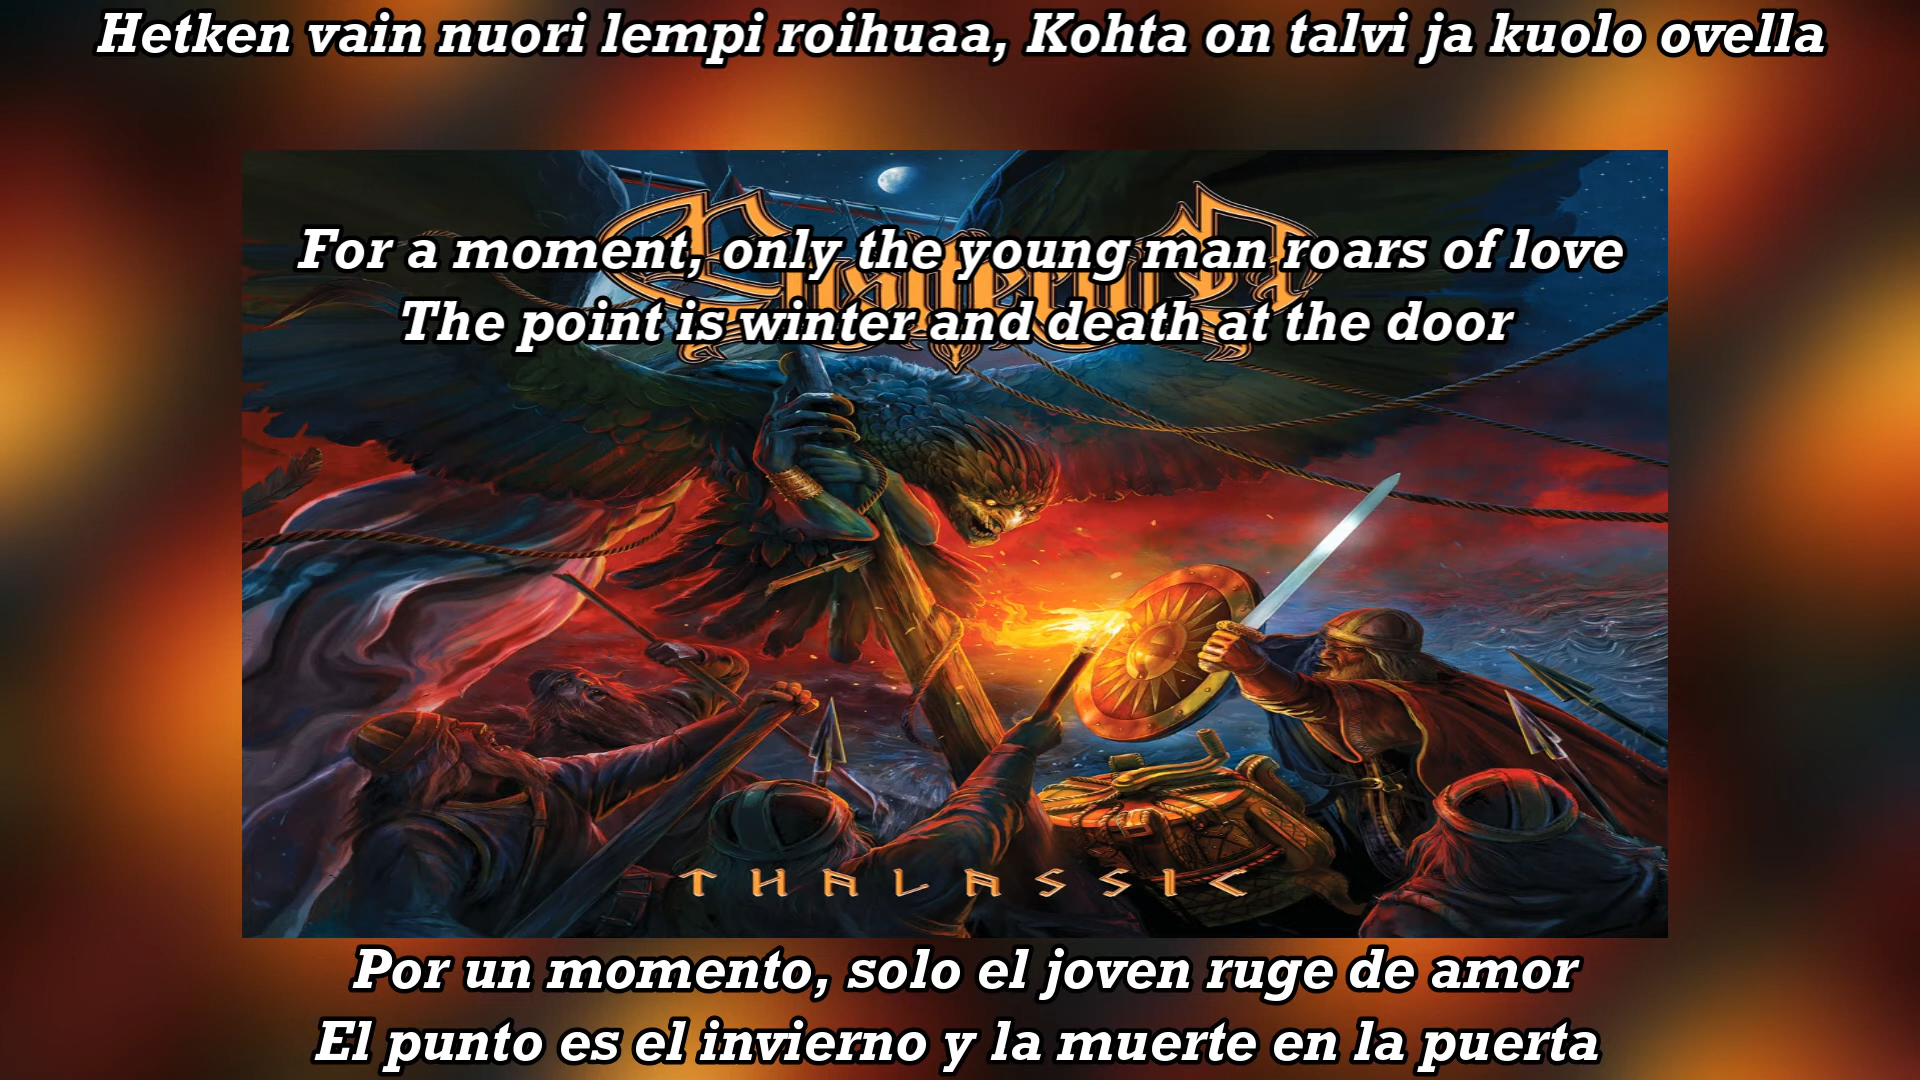 Hetken vain nuori lempi roihuaa, Kohta on talvi ja kuolo ovella
Ensiferum
For a moment, only the young man roars of love
The point is winter and death at the door
THALASSIC
Por un momento, solo el joven ruge de amor
El punto es el invierno y la muerte en la puerta